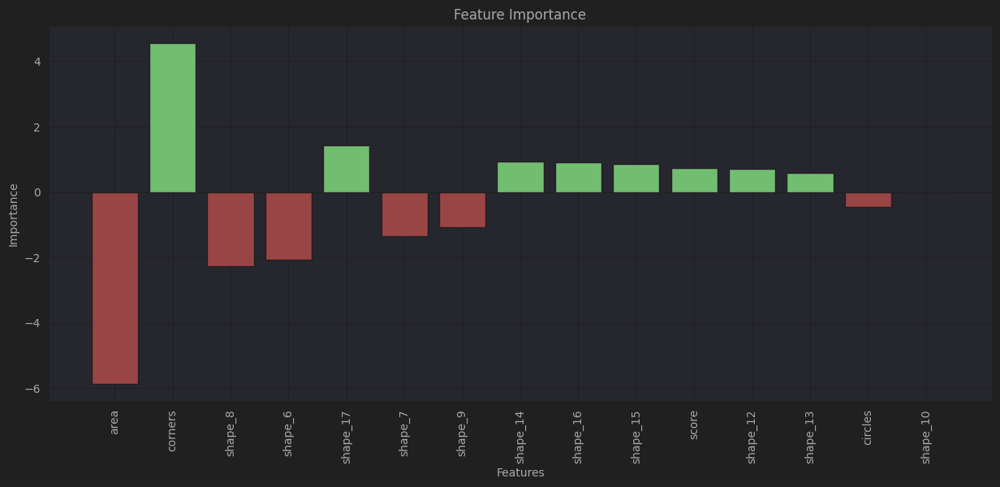 Feature Importance
Importance
4
2
0
−2
−4
−6
area
corners
shape_8
shape_6
shape_17
shape_7
shape_9
shape_14
shape_16
shape_15
score
shape_12
shape_13
circles
shape_10
Features